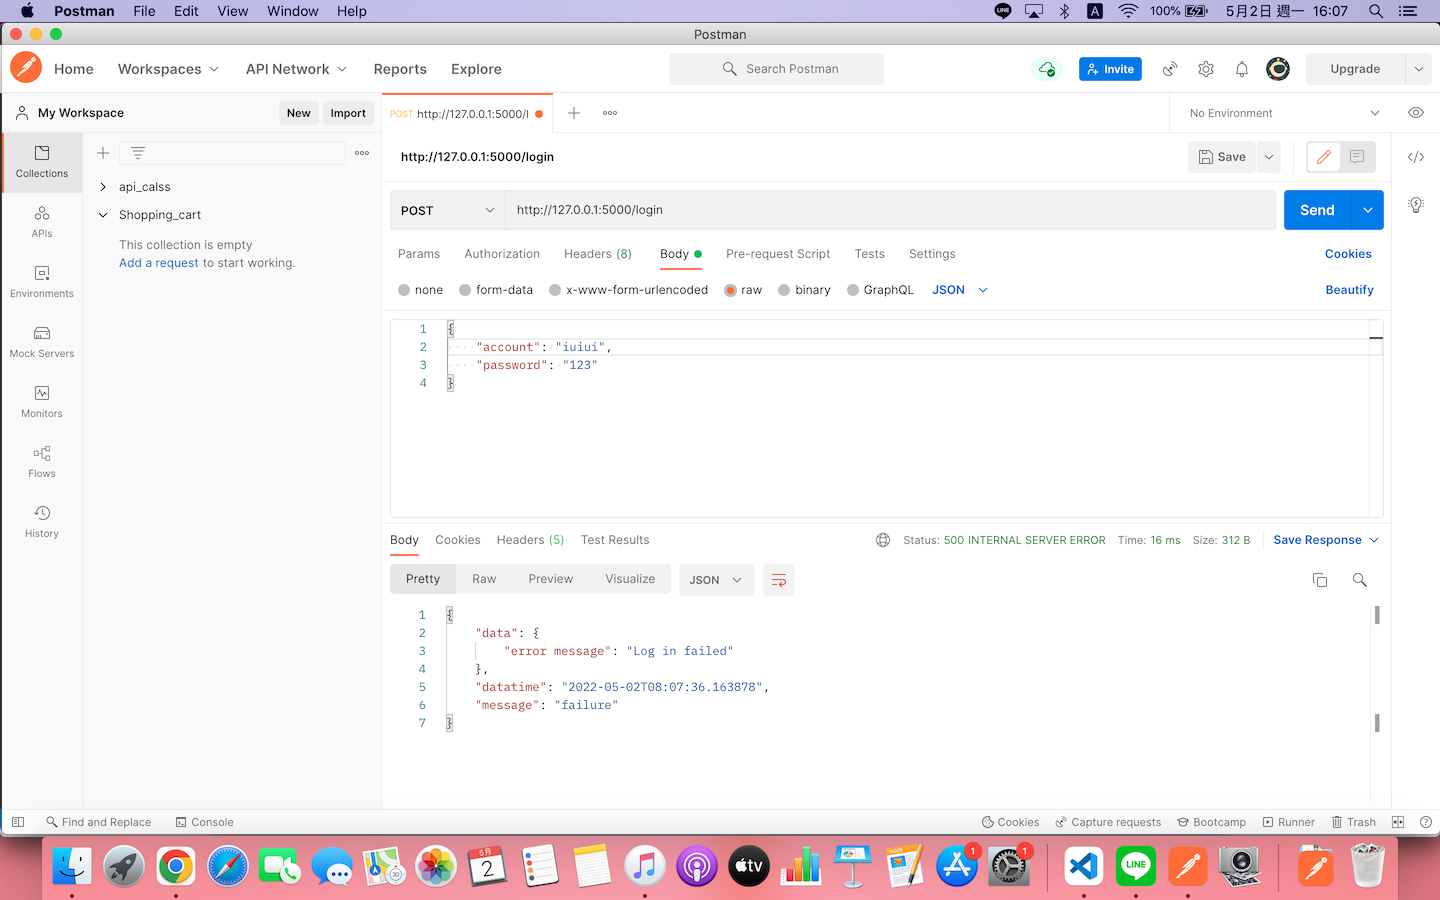 Postman File Edit View Window Help
LINE A 100% 5月2日 週一 16:07
Postman
Home Workspaces API Network Reports Explore
Search Postman
Invite
Upgrade
My Workspace
New Import
POST http://127.0.0.1:5000/l
No Environment
http://127.0.0.1:5000/login
Save
Collections
APIs
Environments
Mock Servers
Monitors
Flows
History
api_calss
Shopping_cart
This collection is empty
Add a request to start working.
POST
http://127.0.0.1:5000/login
Send
Params Authorization Headers (8) Body Pre-request Script Tests Settings
Cookies
none form-data x-www-form-urlencoded raw binary GraphQL JSON
Beautify
1 {
2 "account": "iuiui",
3 "password": "123"
4 }
Body Cookies Headers (5) Test Results
Status: 500 INTERNAL SERVER ERROR Time: 16 ms Size: 312 B
Save Response
Pretty Raw Preview Visualize JSON
1 {
2 "data": {
3 "error message": "Log in failed"
4 },
5 "datatime": "2022-05-02T08:07:36.163878",
6 "message": "failure"
7 }
Find and Replace Console
Cookies Capture requests Bootcamp Runner Trash
5月
2
30
tv
1
1
LINE